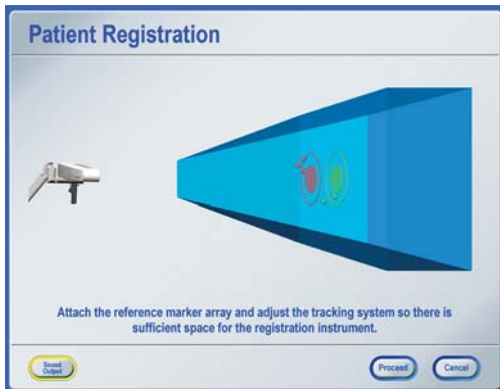 Patient Registration
Attach the reference marker array and adjust the tracking system so there is
sufficient space for the registration instrument.
Sound
Output
Proceed
Cancel